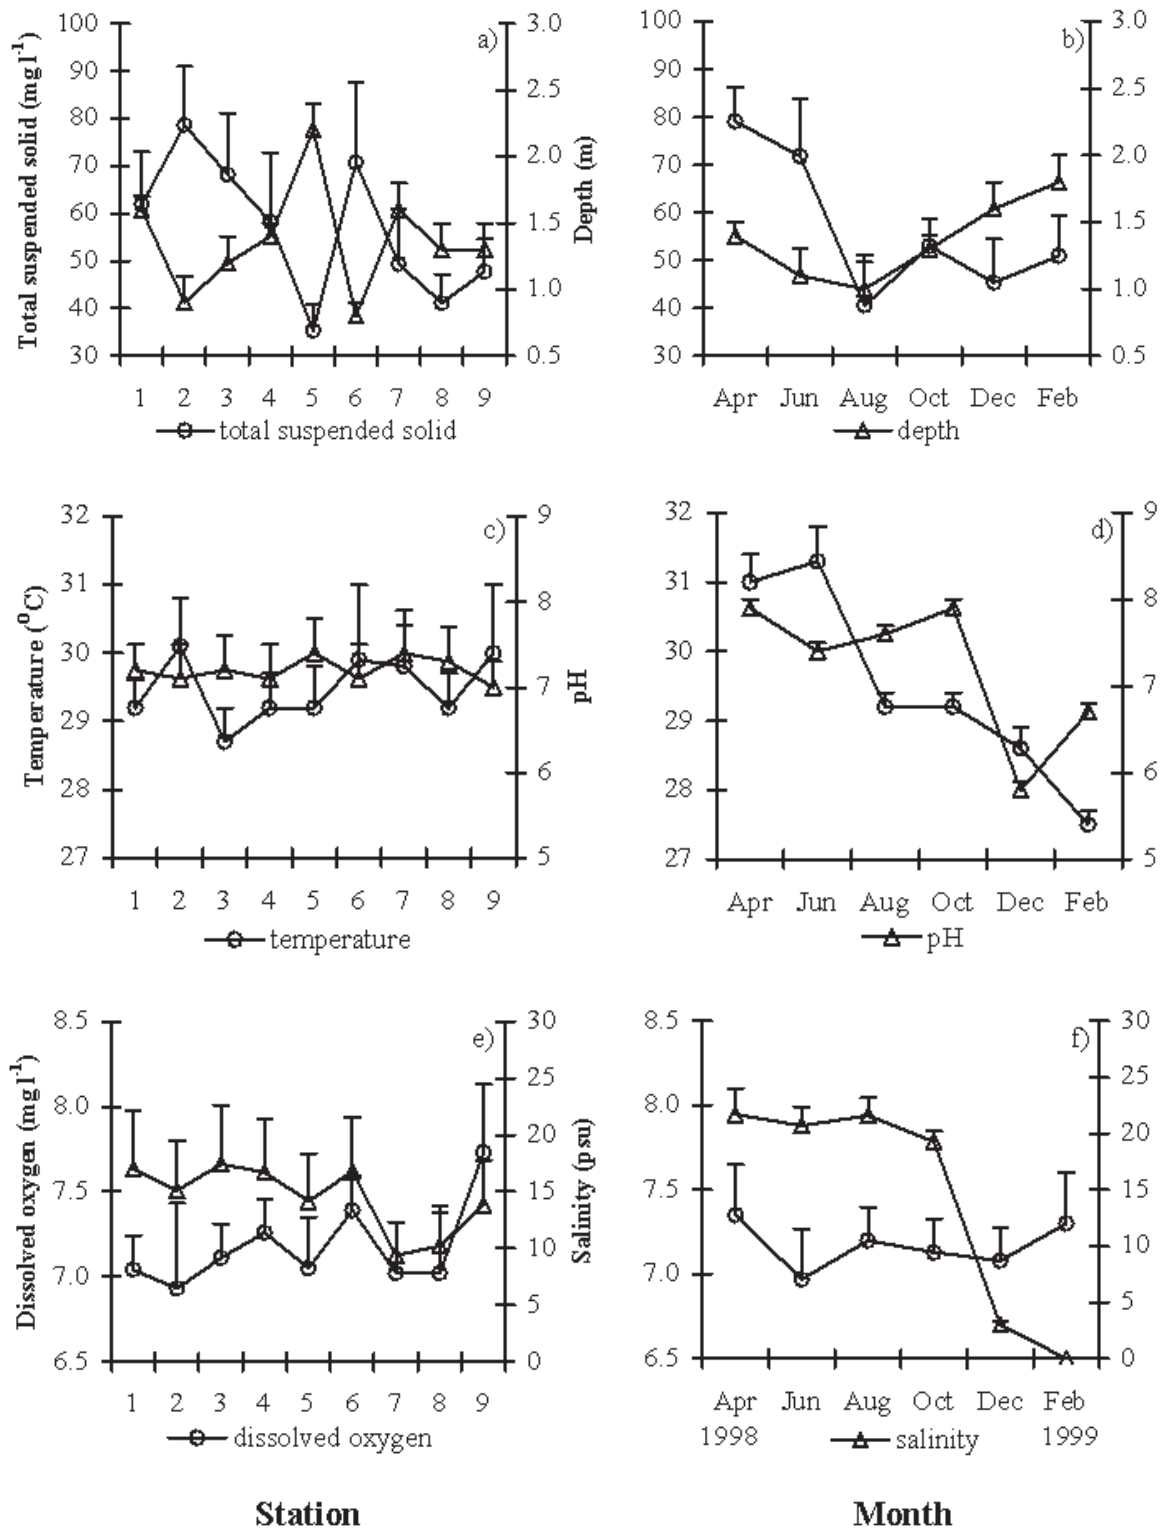 a)
Total suspended solid (mg l⁻¹)
100
90
80
70
60
50
40
30
Depth (m)
3.0
2.5
2.0
1.5
1.0
0.5
1 2 3 4 5 6 7 8 9
total suspended solid
b)
100
90
80
70
60
50
40
30
3.0
2.5
2.0
1.5
1.0
0.5
Apr Jun Aug Oct Dec Feb
depth
c)
Temperature (⁰C)
32
31
30
29
28
27
pH
9
8
7
6
5
1 2 3 4 5 6 7 8 9
temperature
d)
32
31
30
29
28
27
9
8
7
6
5
Apr Jun Aug Oct Dec Feb
pH
e)
Dissolved oxygen (mg l⁻¹)
8.5
8.0
7.5
7.0
6.5
Salinity (psu)
30
25
20
15
10
5
0
1 2 3 4 5 6 7 8 9
dissolved oxygen
f)
8.5
8.0
7.5
7.0
6.5
30
25
20
15
10
5
0
Apr Jun Aug Oct Dec Feb
1998 1999
salinity
Station
Month